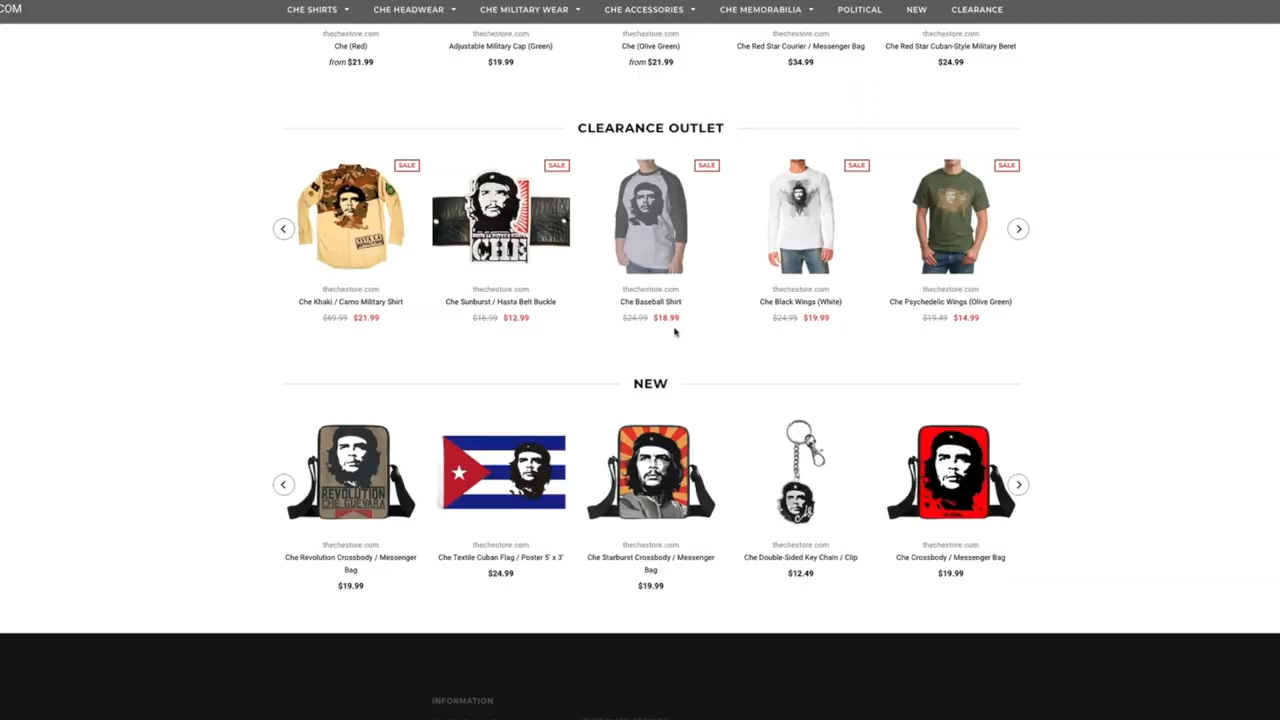 COM
CHE SHIRTS CHE HEADWEAR CHE MILITARY WEAR CHE ACCESSORIES CHE MEMORABILIA POLITICAL NEW CLEARANCE
thechestore.com thechestore.com thechestore.com thechestore.com thechestore.com
Che (Red) Adjustable Military Cap (Green) Che (Olive Green) Che Red Star Courier / Messenger Bag Che Red Star Cuban-Style Military Beret
from $21.99 $19.99 from $21.99 $34.99 $24.99
CLEARANCE OUTLET
SALE SALE SALE SALE SALE
CHE
thechestore.com thechestore.com thechestore.com thechestore.com thechestore.com
Che Khaki / Camo Military Shirt Che Sunburst / Hasta Belt Buckle Che Baseball Shirt Che Black Wings (White) Che Psychedelic Wings (Olive Green)
$69.99 $21.99 $16.99 $12.99 $24.99 $18.99 $24.99 $19.99 $19.49 $14.99
NEW
REVOLUTION
CHE GUEVARA
thechestore.com thechestore.com thechestore.com thechestore.com thechestore.com
Che Revolution Crossbody / Messenger Che Textile Cuban Flag / Poster 5' x 3' Che Starburst Crossbody / Messenger Che Double-Sided Key Chain / Clip Che Crossbody / Messenger Bag
Bag $24.99 Bag $12.49 $19.99
$19.99 $19.99
INFORMATION